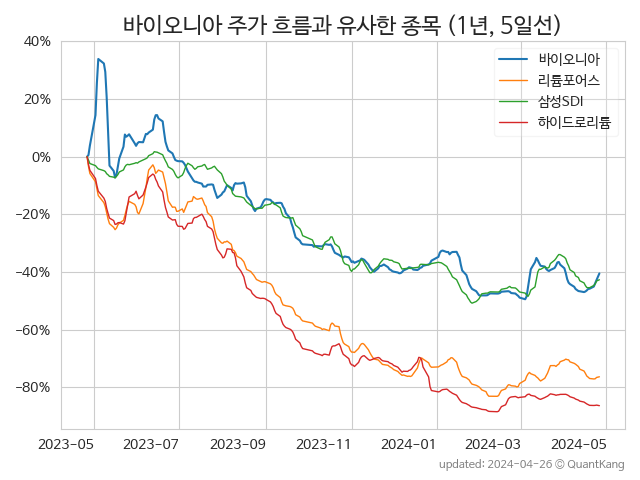 바이오니아 주가 흐름과 유사한 종목 (1년, 5일선)
40%
20%
0%
−20%
−40%
−60%
−80%
바이오니아
리튬포어스
삼성SDI
하이드로리튬
2023-05 2023-07 2023-09 2023-11 2024-01 2024-03 2024-05
updated: 2024-04-26 © QuantKang